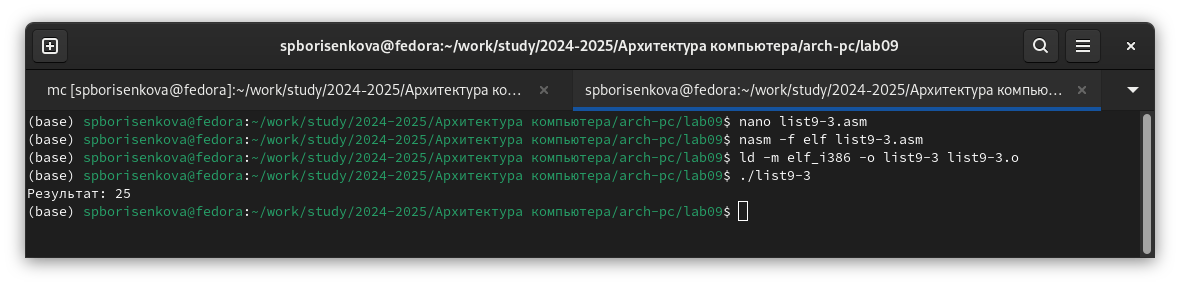 spborisenkova@fedora:~/work/study/2024-2025/Архитектура компьютера/arch-pc/lab09
mc [spborisenkova@fedora]:~/work/study/2024-2025/Архитектура ко...
spborisenkova@fedora:~/work/study/2024-2025/Архитектура компью...
(base) spborisenkova@fedora:~/work/study/2024-2025/Архитектура компьютера/arch-pc/lab09$ nano list9-3.asm
(base) spborisenkova@fedora:~/work/study/2024-2025/Архитектура компьютера/arch-pc/lab09$ nasm -f elf list9-3.asm
(base) spborisenkova@fedora:~/work/study/2024-2025/Архитектура компьютера/arch-pc/lab09$ ld -m elf_i386 -o list9-3 list9-3.o
(base) spborisenkova@fedora:~/work/study/2024-2025/Архитектура компьютера/arch-pc/lab09$ ./list9-3
Результат: 25
(base) spborisenkova@fedora:~/work/study/2024-2025/Архитектура компьютера/arch-pc/lab09$